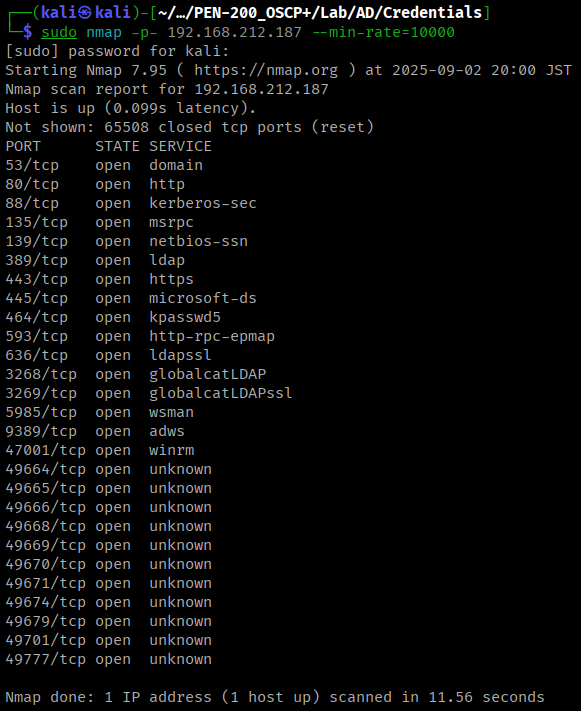 ┌──(kali㉿kali)-[~/…/PEN-200_OSCP+/Lab/AD/Credentials]
└─$ sudo nmap -p- 192.168.212.187 --min-rate=10000
[sudo] password for kali:
Starting Nmap 7.95 ( https://nmap.org ) at 2025-09-02 20:00 JST
Nmap scan report for 192.168.212.187
Host is up (0.099s latency).
Not shown: 65508 closed tcp ports (reset)
PORT      STATE SERVICE
53/tcp    open  domain
80/tcp    open  http
88/tcp    open  kerberos-sec
135/tcp   open  msrpc
139/tcp   open  netbios-ssn
389/tcp   open  ldap
443/tcp   open  https
445/tcp   open  microsoft-ds
464/tcp   open  kpasswd5
593/tcp   open  http-rpc-epmap
636/tcp   open  ldapssl
3268/tcp  open  globalcatLDAP
3269/tcp  open  globalcatLDAPssl
5985/tcp  open  wsman
9389/tcp  open  adws
47001/tcp open  winrm
49664/tcp open  unknown
49665/tcp open  unknown
49666/tcp open  unknown
49668/tcp open  unknown
49669/tcp open  unknown
49670/tcp open  unknown
49671/tcp open  unknown
49674/tcp open  unknown
49679/tcp open  unknown
49701/tcp open  unknown
49777/tcp open  unknown
Nmap done: 1 IP address (1 host up) scanned in 11.56 seconds